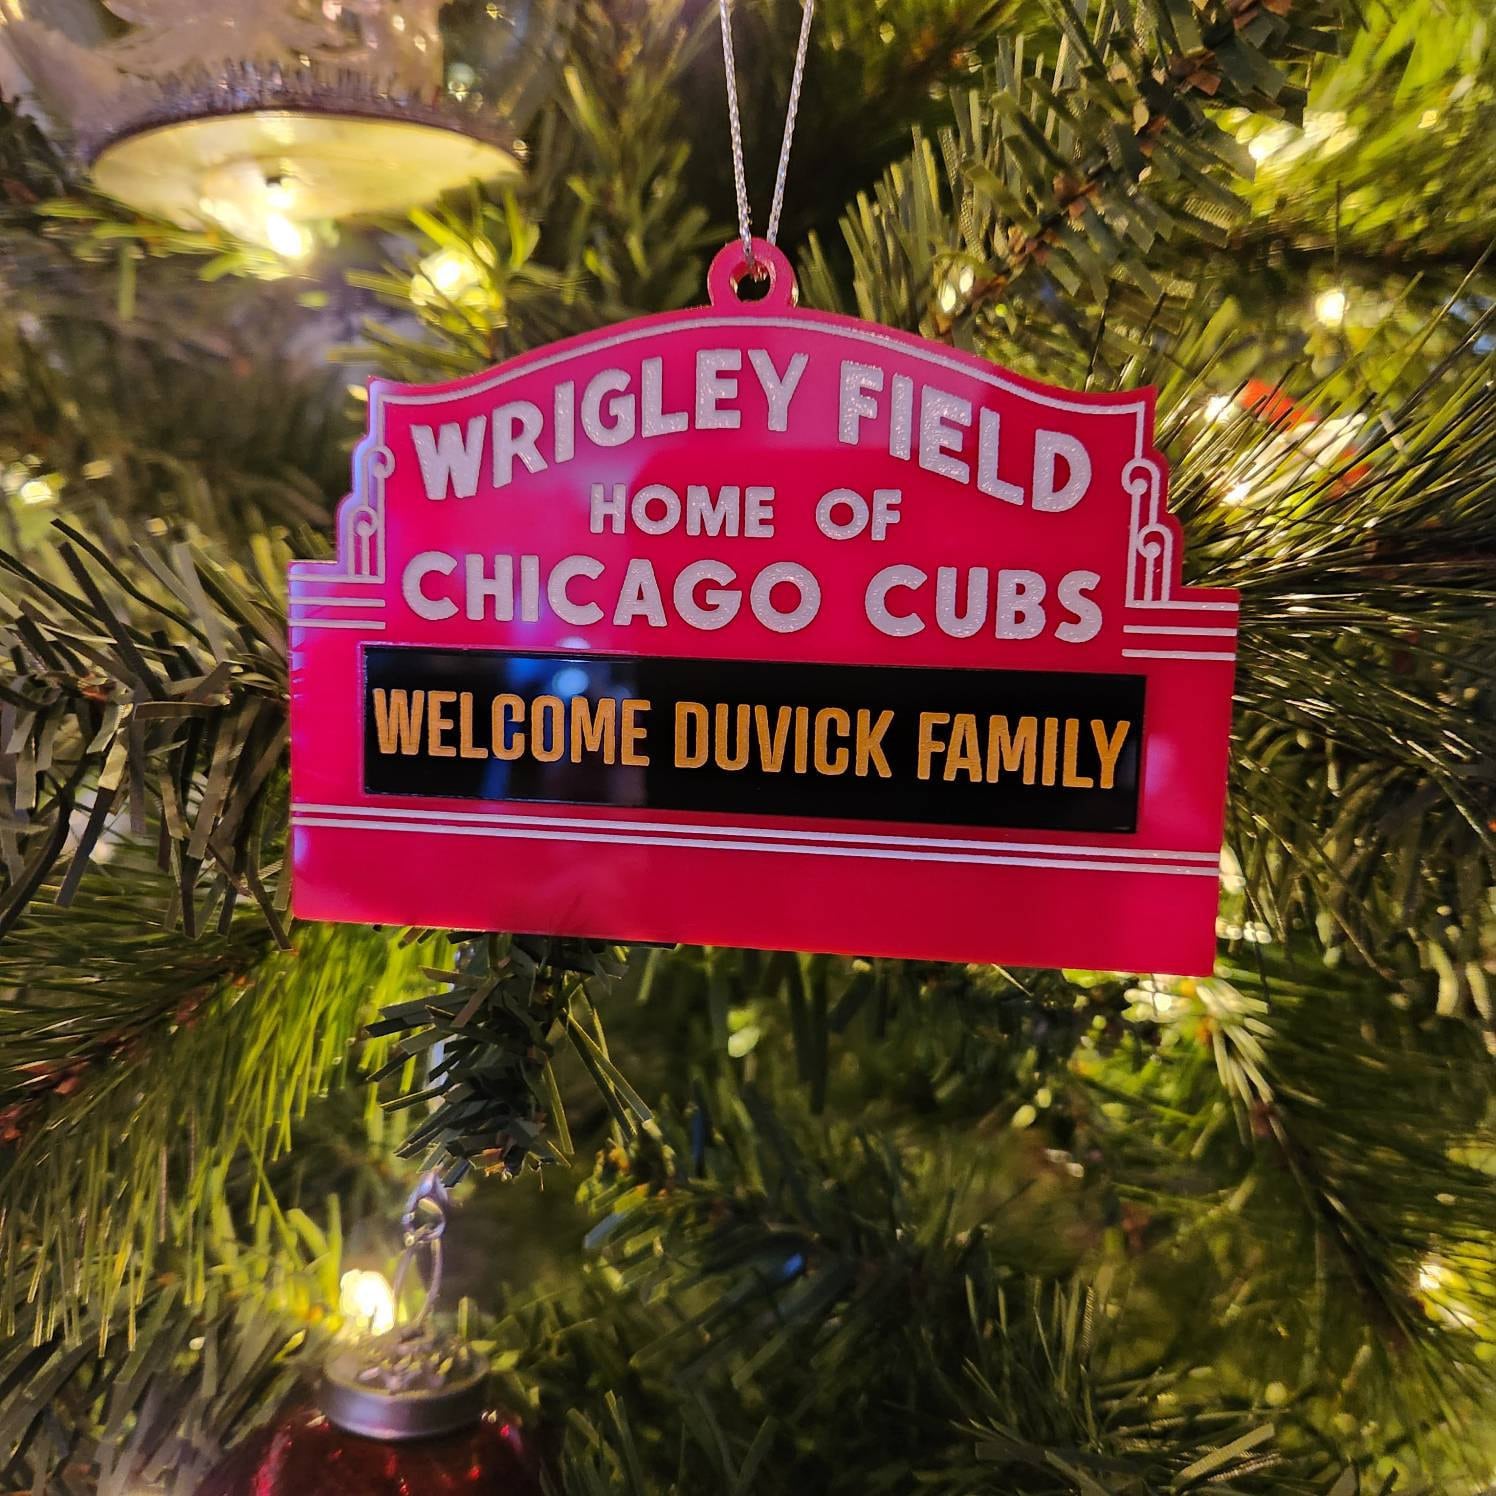 WRIGLEY FIELD
HOME OF
CHICAGO CUBS
WELCOME DUVICK FAMILY